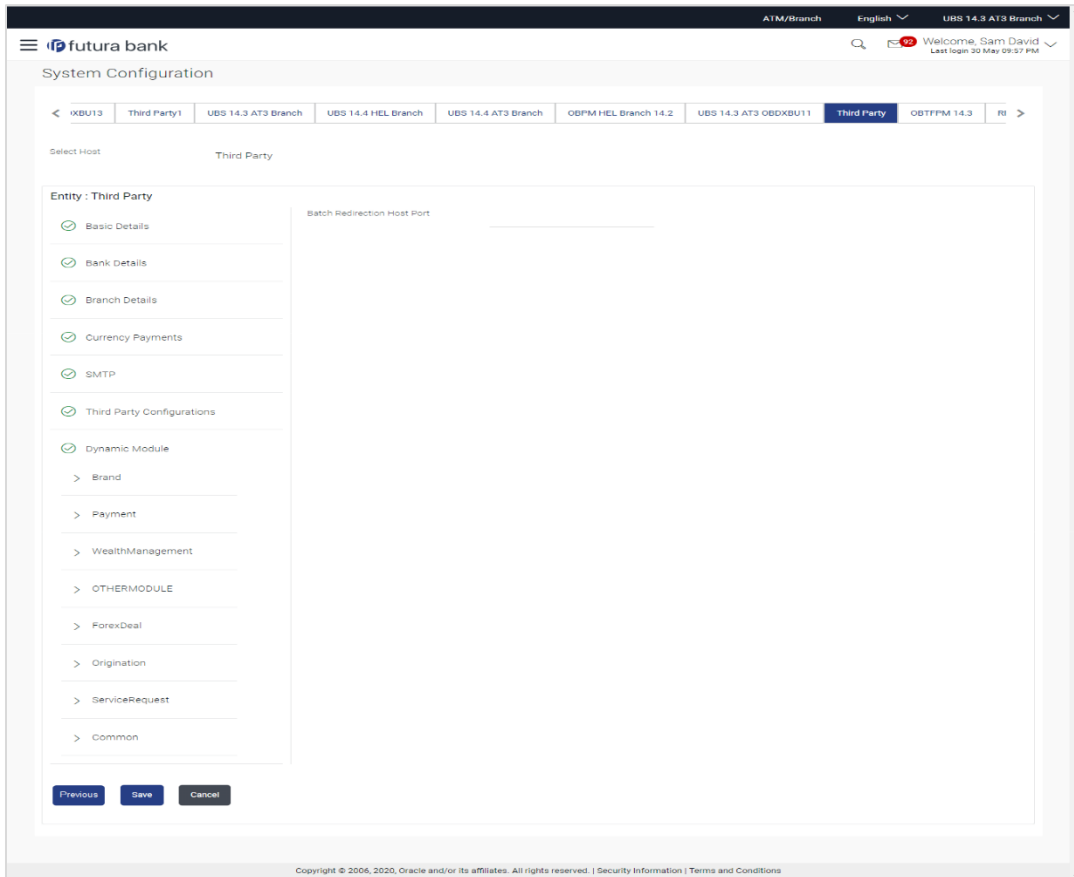 ATM/Branch English UBS 14.3 AT3 Branch
futura bank 92 Welcome, Sam David
Last login 30 May 09:57 PM
System Configuration
XBU13 Third Party1 UBS 14.3 AT3 Branch UBS 14.4 HEL Branch UBS 14.4 AT3 Branch OBPM HEL Branch 14.2 UBS 14.3 AT3 OBDXBU11 Third Party OBTFPM 14.3
Select Host Third Party
Entity : Third Party
Batch Redirection Host Port
Basic Details
Bank Details
Branch Details
Currency Payments
SMTP
Third Party Configurations
Dynamic Module
> Brand
> Payment
> WealthManagement
> OTHERMODULE
> ForexDeal
> Origination
> ServiceRequest
> Common
Previous Save Cancel
Copyright © 2006, 2020, Oracle and/or its affiliates. All rights reserved. | Security Information | Terms and Conditions